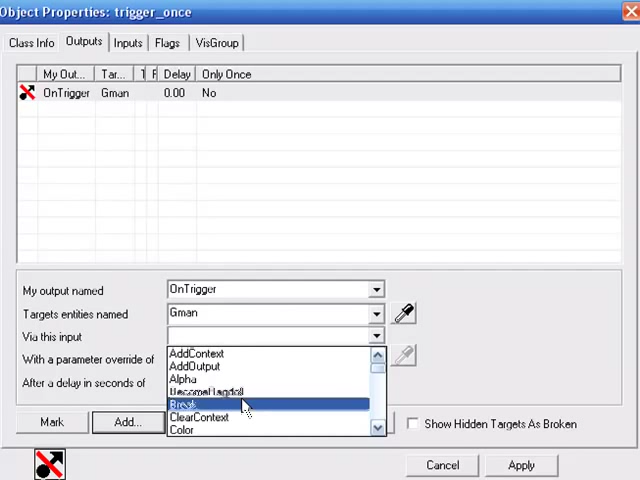 Object Properties: trigger_once
Class Info Outputs Inputs Flags VisGroup
My Out... Tar... T F Delay Only Once
OnTrigger Gman 0.00 No
My output named OnTrigger
Targets entities named Gman
Via this input
With a parameter override of
After a delay in seconds of
AddContext
AddOutput
Alpha
BecomeRagdoll
Break
ClearContext
Color
Mark Add... Show Hidden Targets As Broken
Cancel Apply